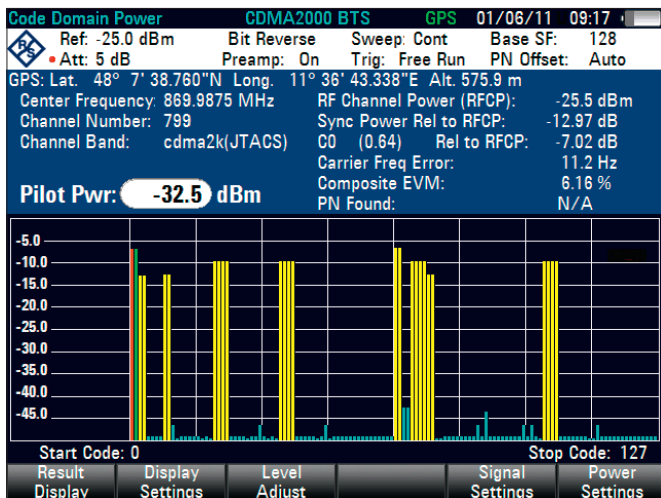 Code Domain Power CDMA2000 BTS GPS 01/06/11 09:17
Ref: -25.0 dBm Bit Reverse Sweep: Cont Base SF: 128
Att: 5 dB Preamp: On Trig: Free Run PN Offset: Auto
GPS: Lat. 48° 7' 38.760"N Long. 11° 36' 43.338"E Alt. 575.9 m
Center Frequency: 869.9875 MHz RF Channel Power (RFCP): -25.5 dBm
Channel Number: 799 Sync Power Rel to RFCP: -12.97 dB
Channel Band: cdma2k(JTACS) C0 (0.64) Rel to RFCP: -7.02 dB
Carrier Freq Error: 11.2 Hz
Composite EVM: 6.16 %
Pilot Pwr: -32.5 dBm PN Found: N/A
-5.0
-10.0
-15.0
-20.0
-25.0
-30.0
-35.0
-40.0
-45.0
Start Code: 0 Stop Code: 127
Result Display Level Signal Power
Display Settings Adjust Settings Settings